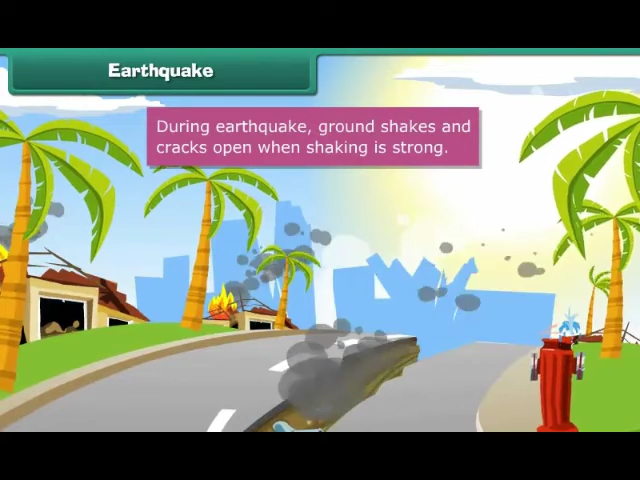 Earthquake
During earthquake, ground shakes and
cracks open when shaking is strong.